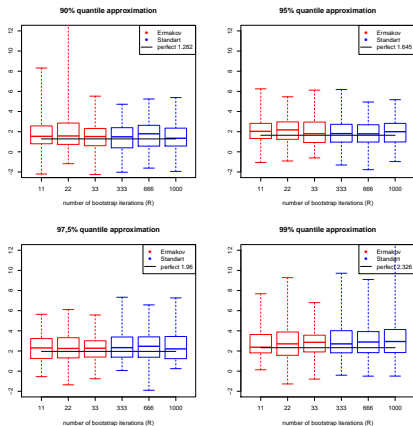 90% quantile approximation
Ermakov
Standart
perfect 1.282
12
10
8
6
4
2
0
−2
11 22 33 333 666 1000
number of bootstrap iterations (R)
95% quantile approximation
Ermakov
Standart
perfect 1.645
12
10
8
6
4
2
0
−2
11 22 33 333 666 1000
number of bootstrap iterations (R)
97,5% quantile approximation
Ermakov
Standart
perfect 1.96
12
10
8
6
4
2
0
−2
11 22 33 333 666 1000
number of bootstrap iterations (R)
99% quantile approximation
Ermakov
Standart
perfect 2.326
12
10
8
6
4
2
0
−2
11 22 33 333 666 1000
number of bootstrap iterations (R)